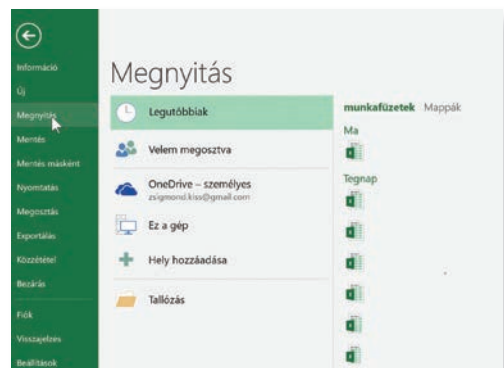 Információ
Új
Megnyitás
Mentés
Mentés másként
Nyomtatás
Megosztás
Exportálás
Közzététel
Bezárás
Fiók
Visszajelzés
Beállítások
Megnyitás
Legutóbbiak
Velem megosztva
OneDrive – személyes
zsigmond.kiss@gmail.com
Ez a gép
Hely hozzáadása
Tallózás
munkafüzetek Mappák
Ma
Tegnap